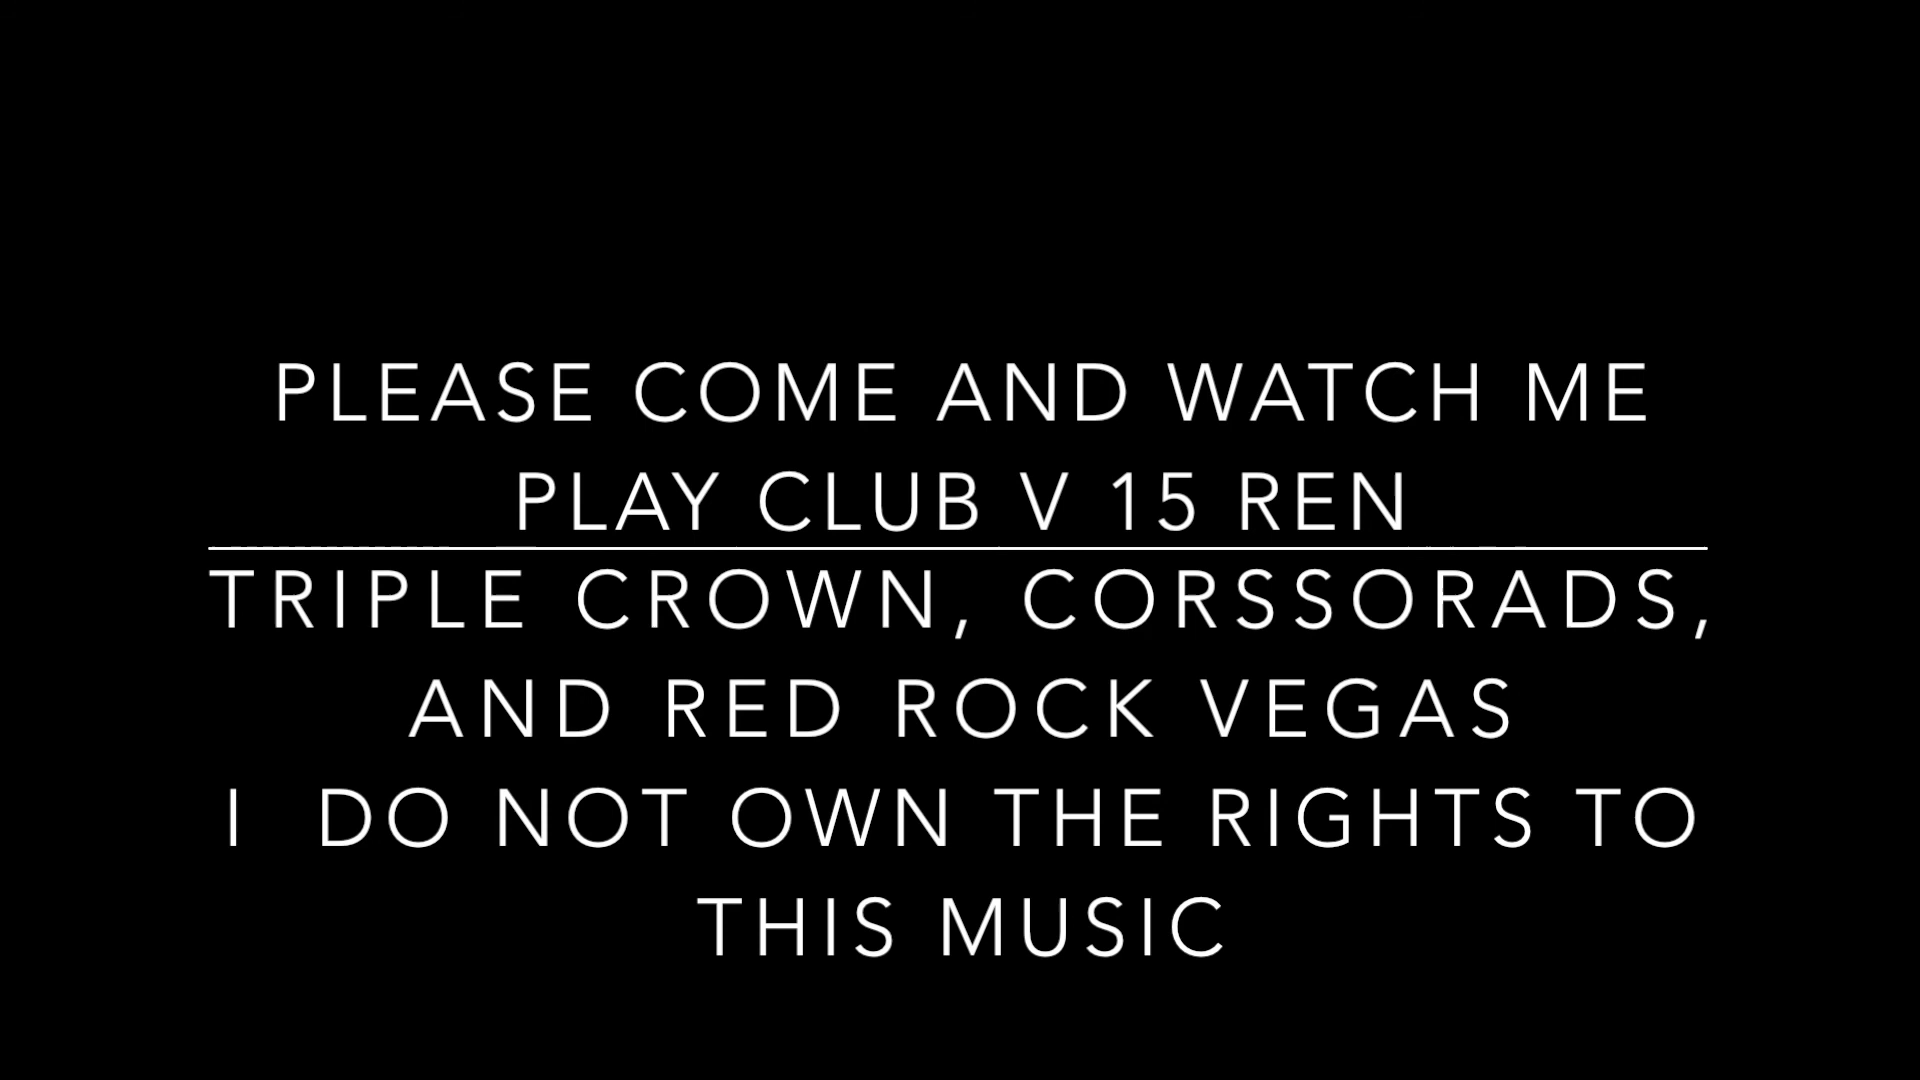 PLEASE COME AND WATCH ME
PLAY CLUB V 15 REN
TRIPLE CROWN, CORSSORADS,
AND RED ROCK VEGAS
I DO NOT OWN THE RIGHTS TO
THIS MUSIC